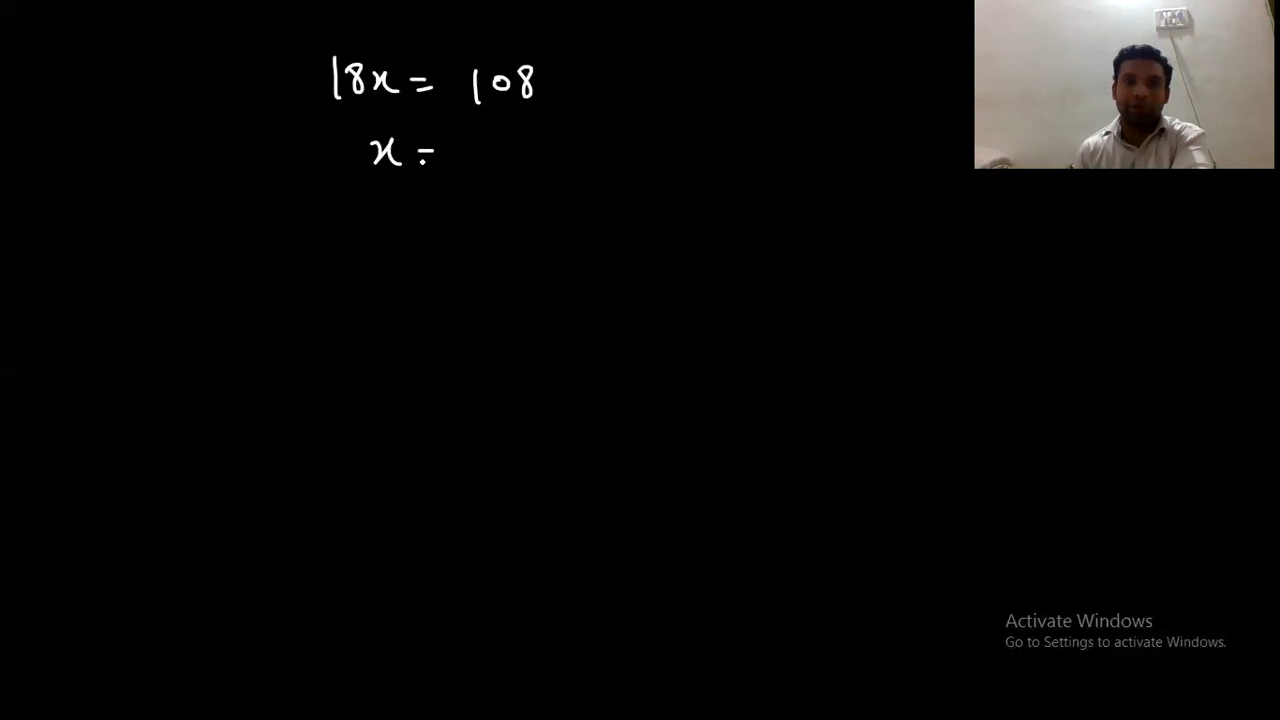 18x = 108
x =
Activate Windows
Go to Settings to activate Windows.